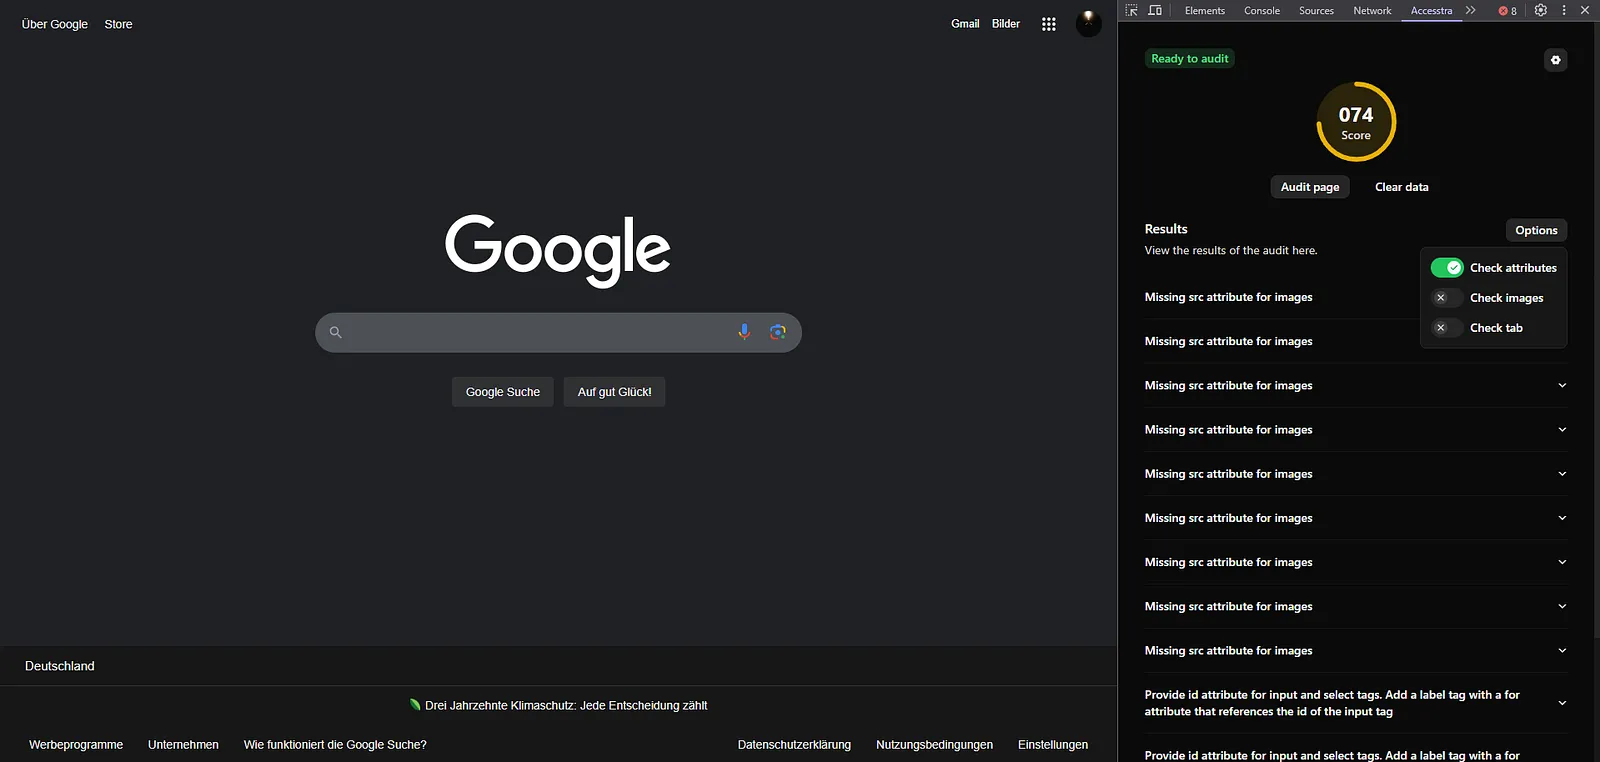 Über Google
Store
Gmail
Bilder
Google
Google Suche
Auf gut Glück!
Deutschland
Drei Jahrzehnte Klimaschutz: Jede Entscheidung zählt
Werbeprogramme
Unternehmen
Wie funktioniert die Google Suche?
Datenschutzerklärung
Nutzungsbedingungen
Einstellungen
Elements
Console
Sources
Network
Accesstra
8
Ready to audit
074
Score
Audit page
Clear data
Results
Options
View the results of the audit here.
Check attributes
Check images
Check tab
Missing src attribute for images
Missing src attribute for images
Missing src attribute for images
Missing src attribute for images
Missing src attribute for images
Missing src attribute for images
Missing src attribute for images
Missing src attribute for images
Missing src attribute for images
Provide id attribute for input and select tags. Add a label tag with a for
attribute that references the id of the input tag
Provide id attribute for input and select tags. Add a label tag with a for